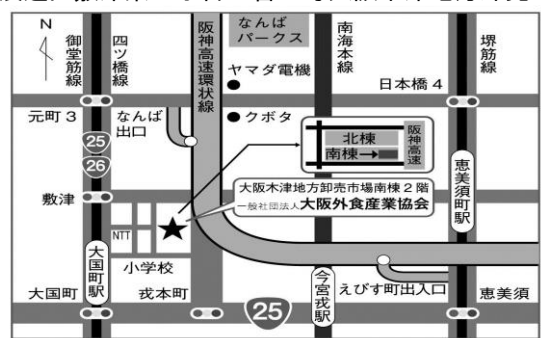 N
御堂筋線
四ツ橋線
阪神高速環状線
なんば
パークス
南海本線
堺筋線
ヤマダ電機
日本橋4
元町3
なんば
出口
クボタ
25
26
北棟
南棟→
阪神高速
恵美須町駅
敷津
大阪木津地方卸売市場南棟2階
一般社団法人大阪外食産業協会
NTT
大国町駅
小学校
今宮戎駅
えびす町出入口
大国町
戎本町
25
恵美須